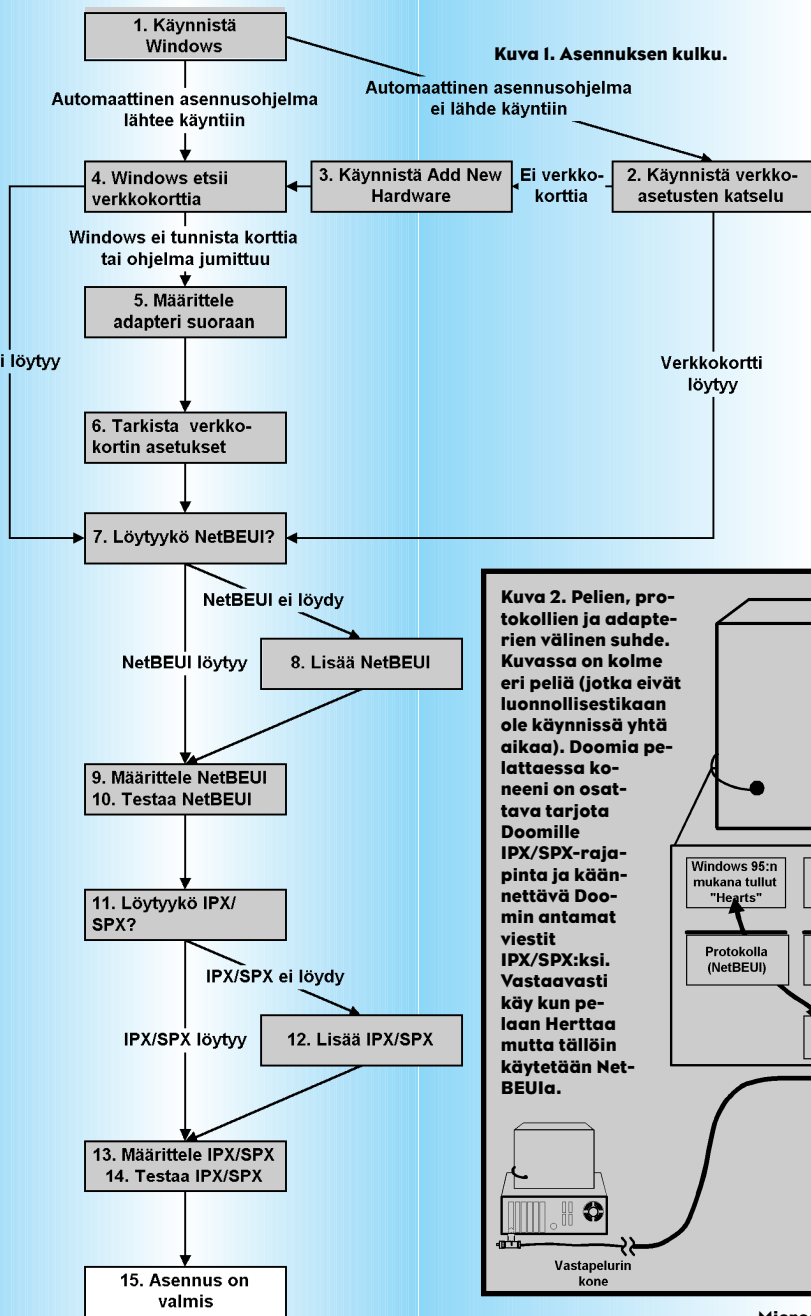 1. Käynnistä
Windows
Kuva 1. Asennuksen kulku.
Automaattinen asennusohjelma
lähtee käyntiin
Automaattinen asennusohjelma
ei lähde käyntiin
4. Windows etsii
verkkokorttia
3. Käynnistä Add New
Hardware
Ei verkko-
korttia
2. Käynnistä verkko-
asetusten katselu
Windows ei tunnista korttia
tai ohjelma jumittuu
5. Määrittele
adapteri suoraan
i löytyy
Verkkokortti
löytyy
6. Tarkista verkko-
kortin asetukset
7. Löytyykö NetBEUI?
NetBEUI ei löydy
NetBEUI löytyy
8. Lisää NetBEUI
9. Määrittele NetBEUI
10. Testaa NetBEUI
11. Löytyykö IPX/
SPX?
IPX/SPX ei löydy
IPX/SPX löytyy
12. Lisää IPX/SPX
13. Määrittele IPX/SPX
14. Testaa IPX/SPX
15. Asennus on
valmis
Kuva 2. Pelien, pro-
tokollien ja adapte-
rien välinen suhde.
Kuvassa on kolme
eri peliä (jotka eivät
luonnollisestikaan
ole käynnissä yhtä
aikaa). Doomia pe-
lattaessa ko-
neeni on osat-
tava tarjota
Doomille
IPX/SPX-raja-
pinta ja kään-
nettävä Doo-
min antamat
viestit
IPX/SPX:ksi.
Vastaavasti
käy kun pe-
laan Herttaa
mutta tällöin
käytetään Net-
BEUIa.
Windows 95:n
mukana tullut
"Hearts"
Protokolla
(NetBEUI)
Vastapelurin
kone